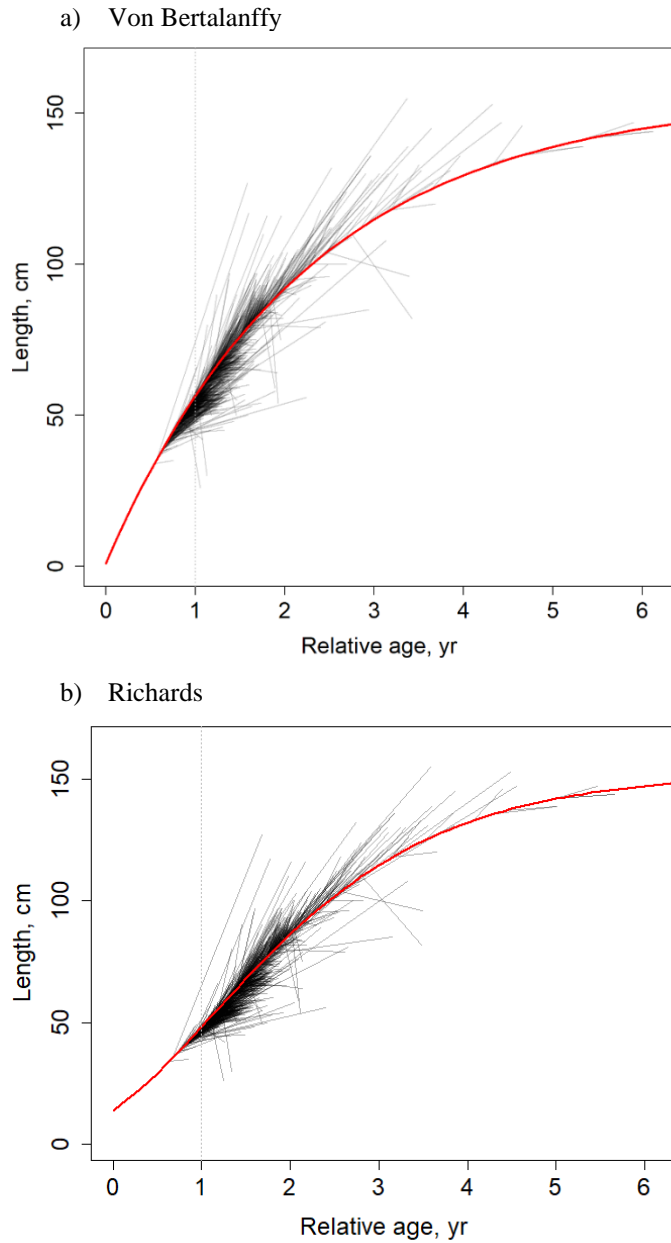 a) Von Bertalanffy
150
100
50
0
Length, cm
0 1 2 3 4 5 6
Relative age, yr
b) Richards
150
100
50
0
Length, cm
0 1 2 3 4 5 6
Relative age, yr